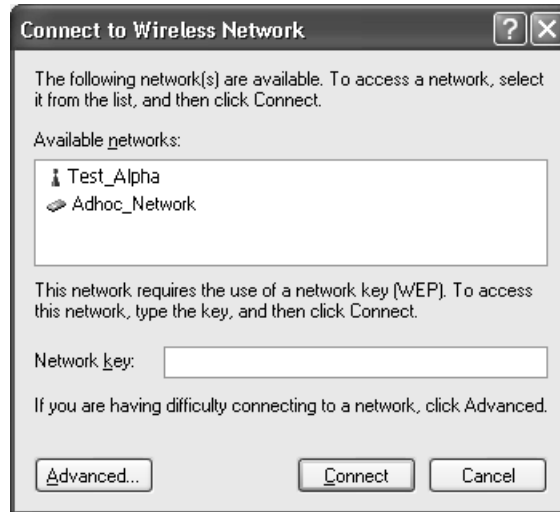 Connect to Wireless Network
The following network(s) are available. To access a network, select
it from the list, and then click Connect.
Available networks:
Test_Alpha
Adhoc_Network
This network requires the use of a network key (WEP). To access
this network, type the key, and then click Connect.
Network key:
If you are having difficulty connecting to a network, click Advanced.
Advanced... Connect Cancel